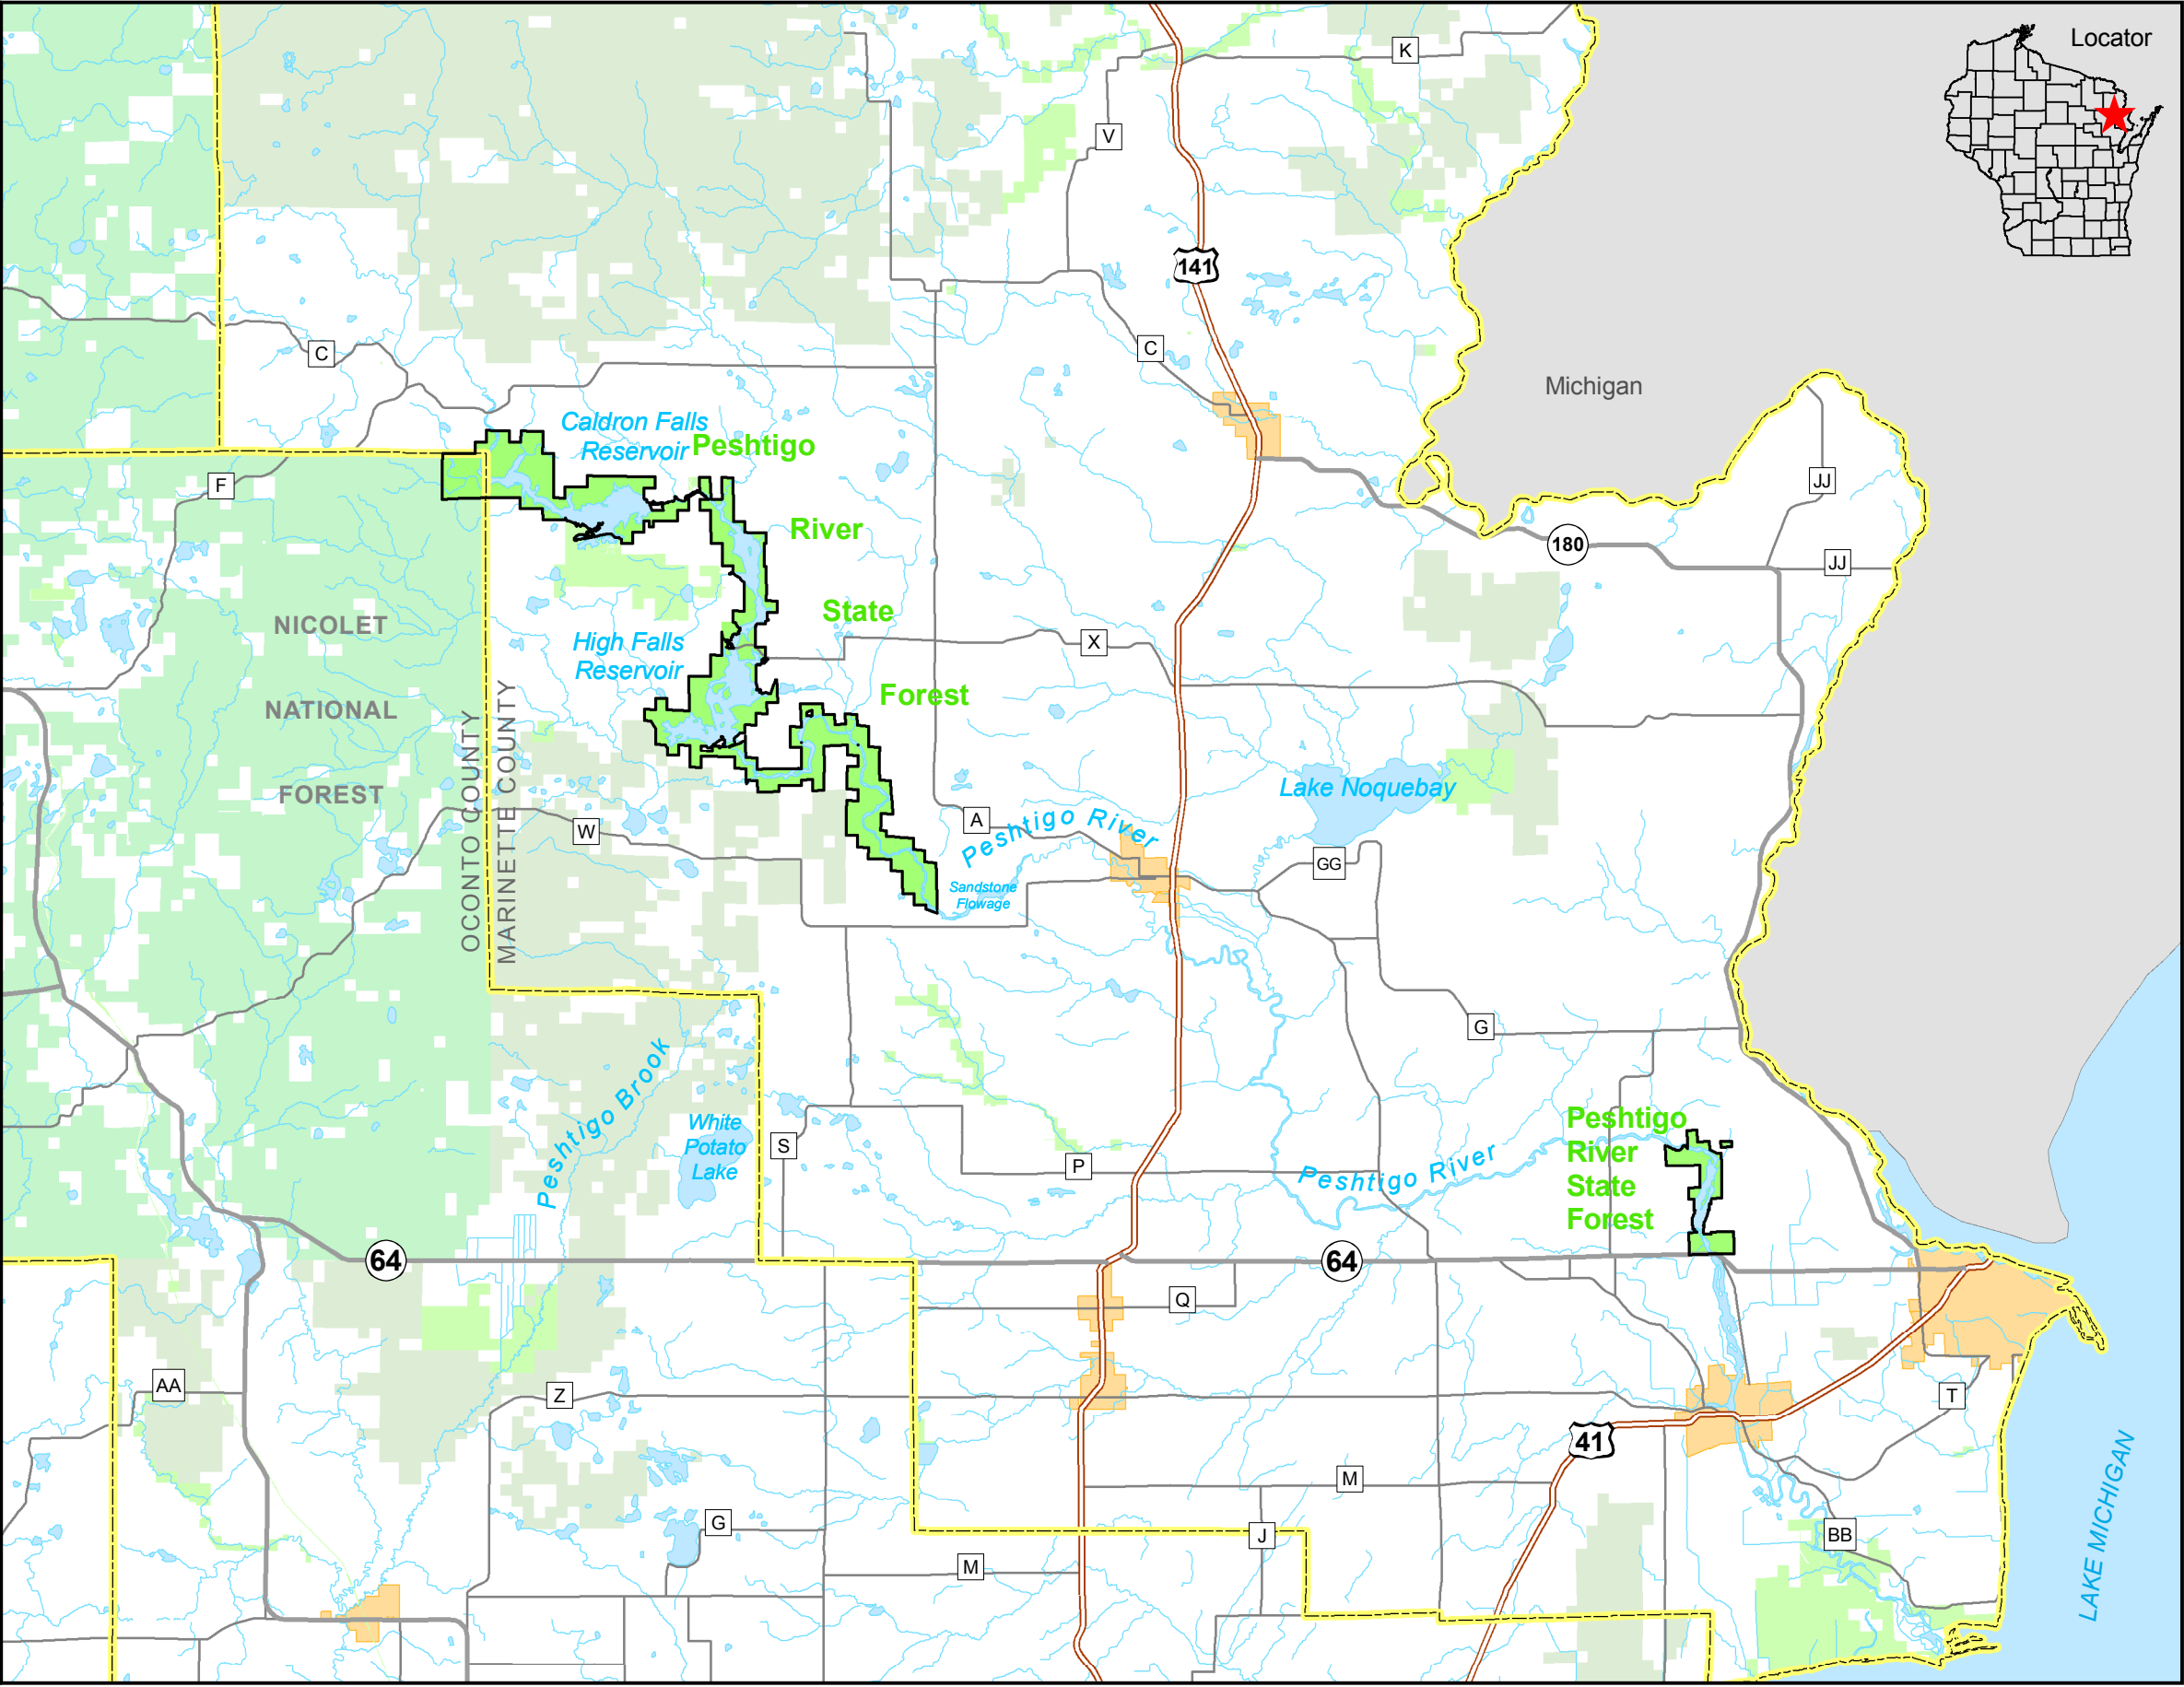 Locator
K
V
141
C
C
Michigan
Caldron Falls
Reservoir
Peshtigo
River
State
Forest
F
JJ
180
JJ
NICOLET
NATIONAL
FOREST
High Falls
Reservoir
X
OCONTO COUNTY
MARINETTE COUNTY
Lake Noquebay
W
A
Peshtigo River
GG
Sandstone
Flowage
G
Peshtigo Brook
White
Potato
Lake
S
P
Peshtigo River
Peshtigo
River
State
Forest
64
64
Q
AA
Z
T
41
M
G
J
BB
M
LAKE MICHIGAN